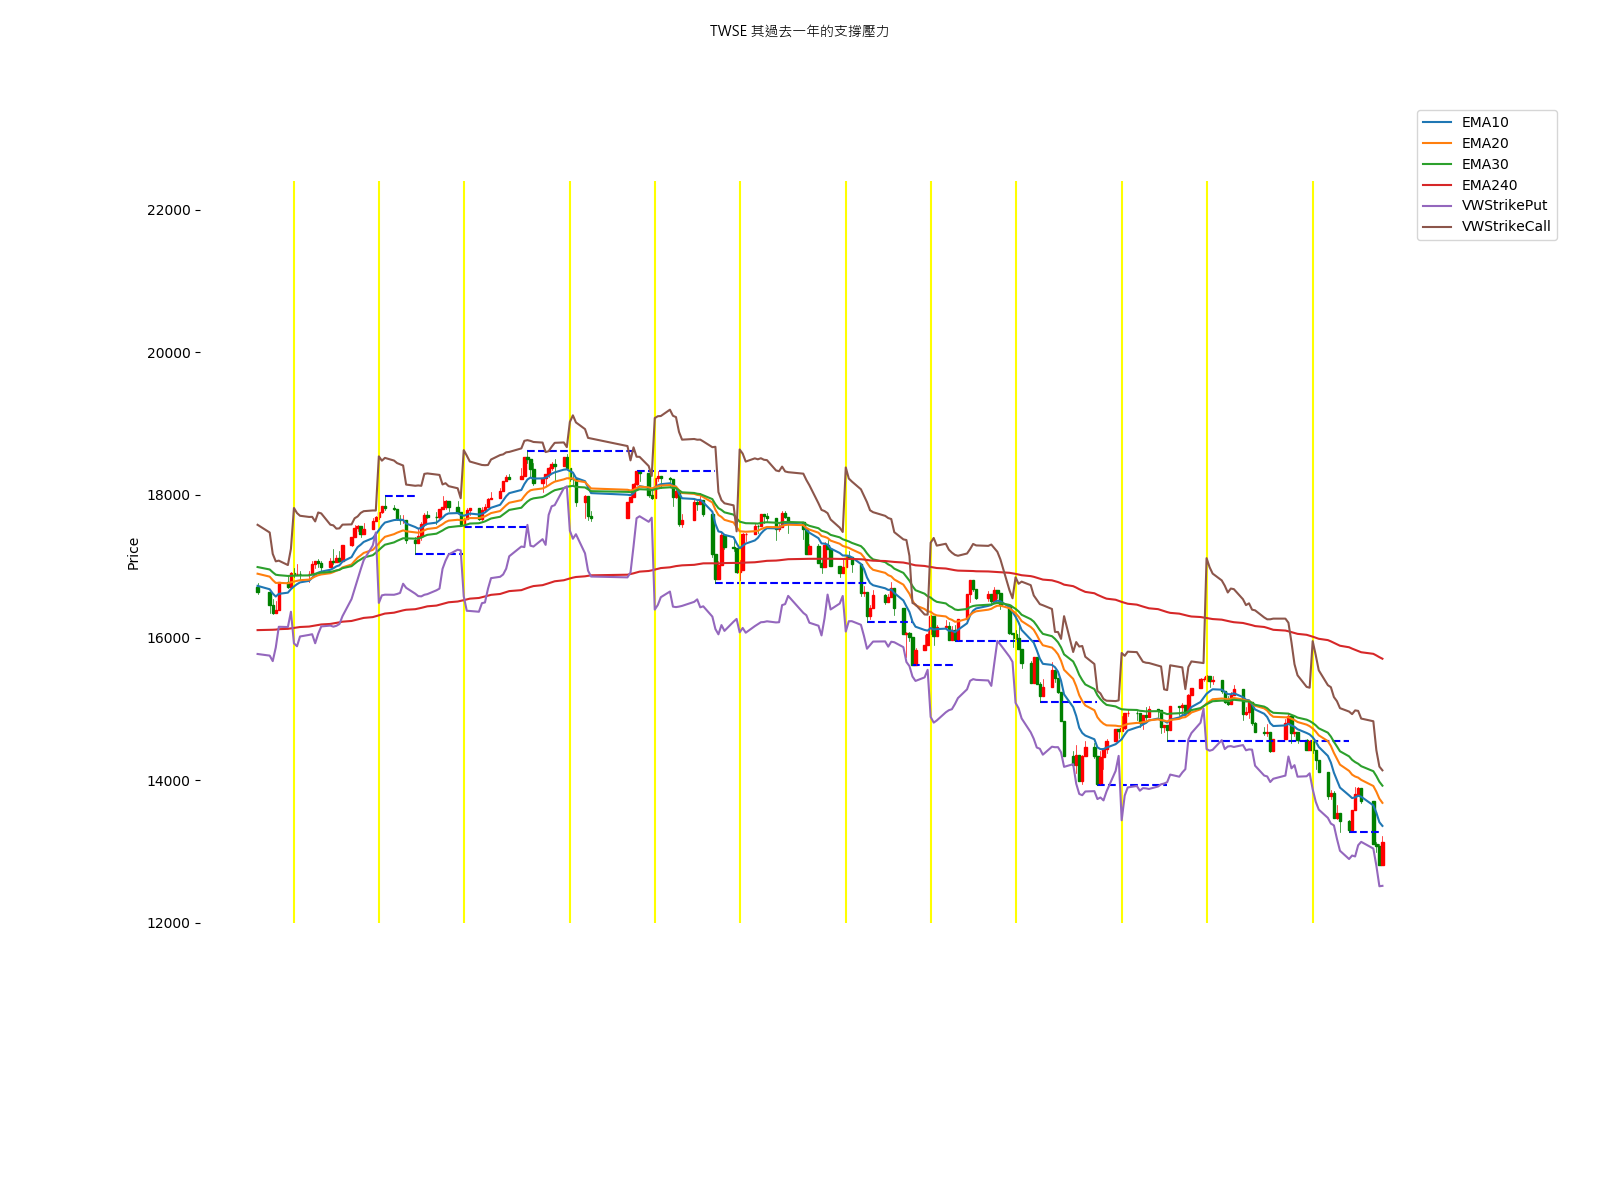 TWSE 其過去一年的支撐壓力
EMA10
EMA20
EMA30
EMA240
VWStrikePut
VWStrikeCall
22000
20000
18000
16000
14000
12000
Price